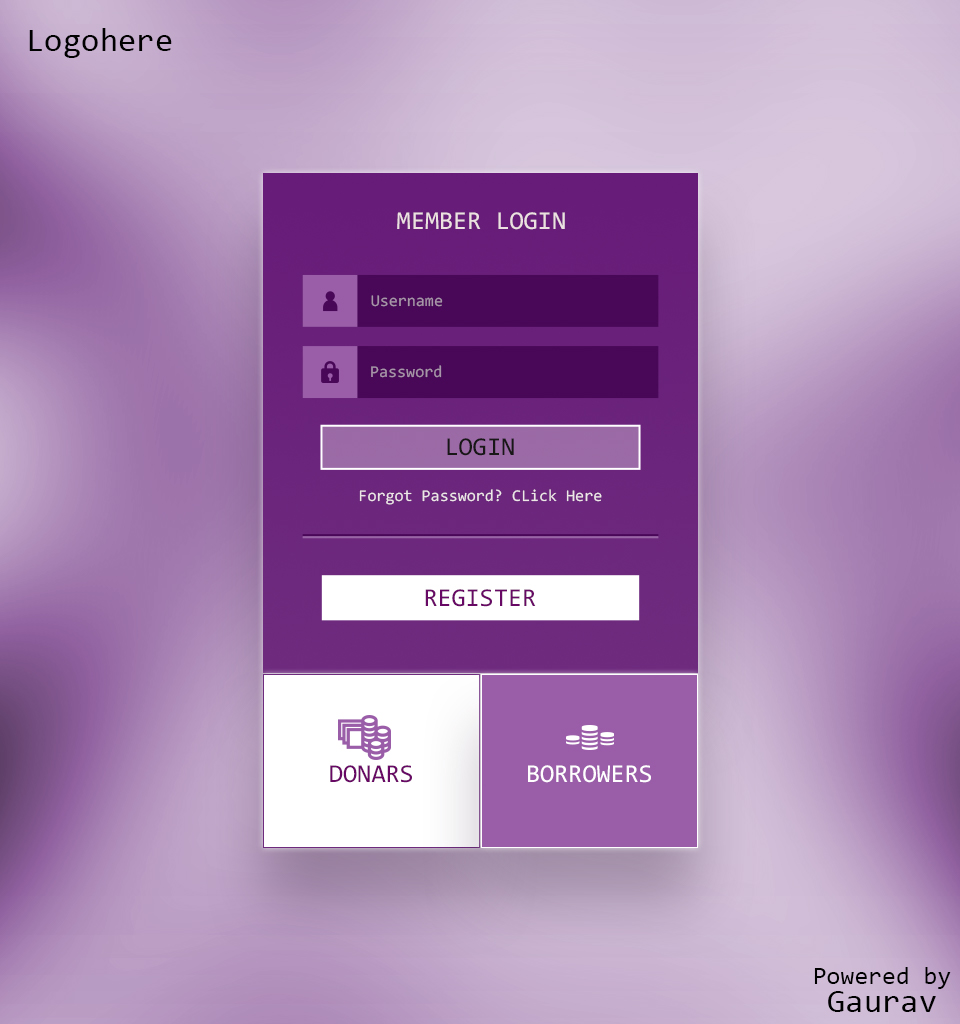 Logohere
MEMBER LOGIN
Username
Password
LOGIN
Forgot Password? CLick Here
REGISTER
DONARS
BORROWERS
Powered by
Gaurav